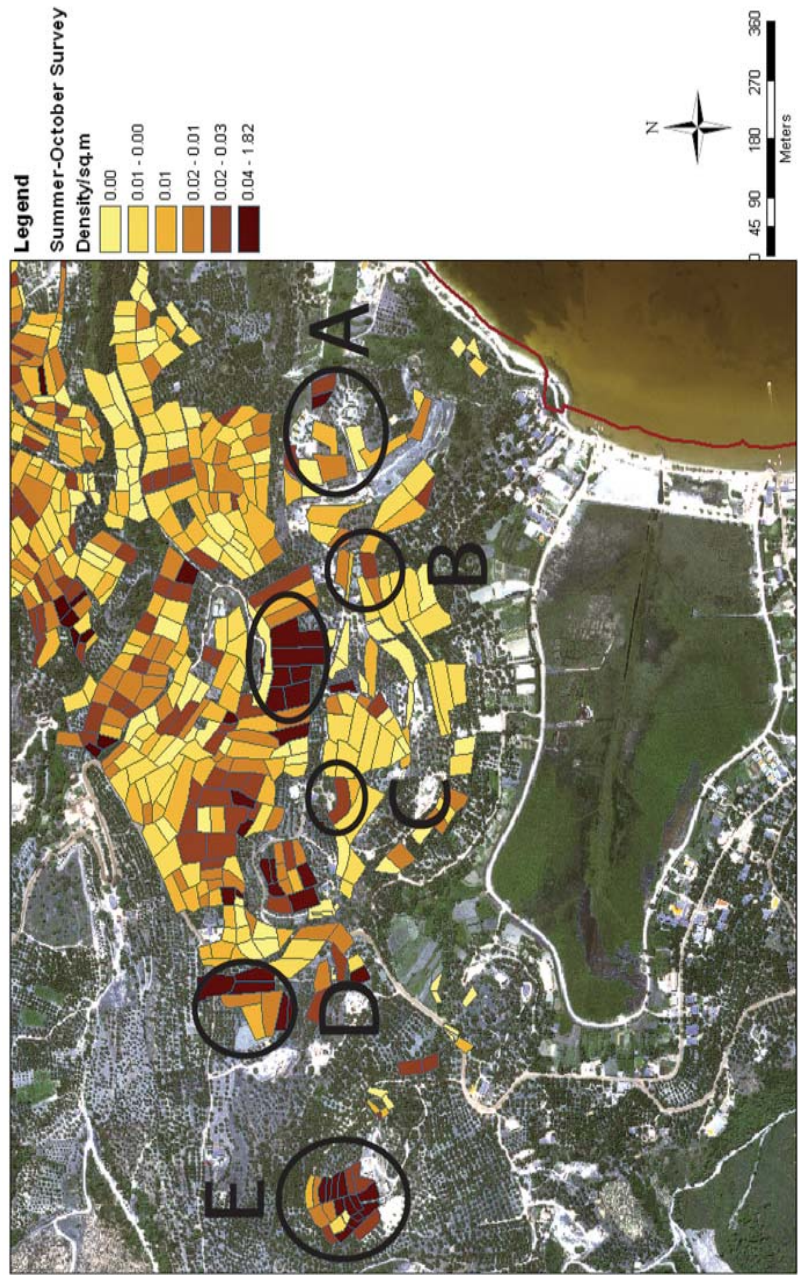 Legend
Summer-October Survey
Density/sq.m
0.00
0.01 - 0.00
0.01
0.02 - 0.01
0.02 - 0.03
0.04 - 1.82
N
0 45 90 180 270 360
Meters
A
B
C
D
E